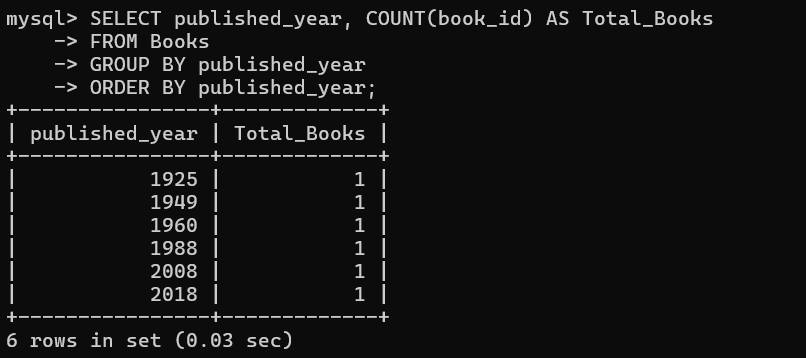 mysql> SELECT published_year, COUNT(book_id) AS Total_Books
    -> FROM Books
    -> GROUP BY published_year
    -> ORDER BY published_year;
+----------------+-------------+
| published_year | Total_Books |
+----------------+-------------+
|           1925 |           1 |
|           1949 |           1 |
|           1960 |           1 |
|           1988 |           1 |
|           2008 |           1 |
|           2018 |           1 |
+----------------+-------------+
6 rows in set (0.03 sec)